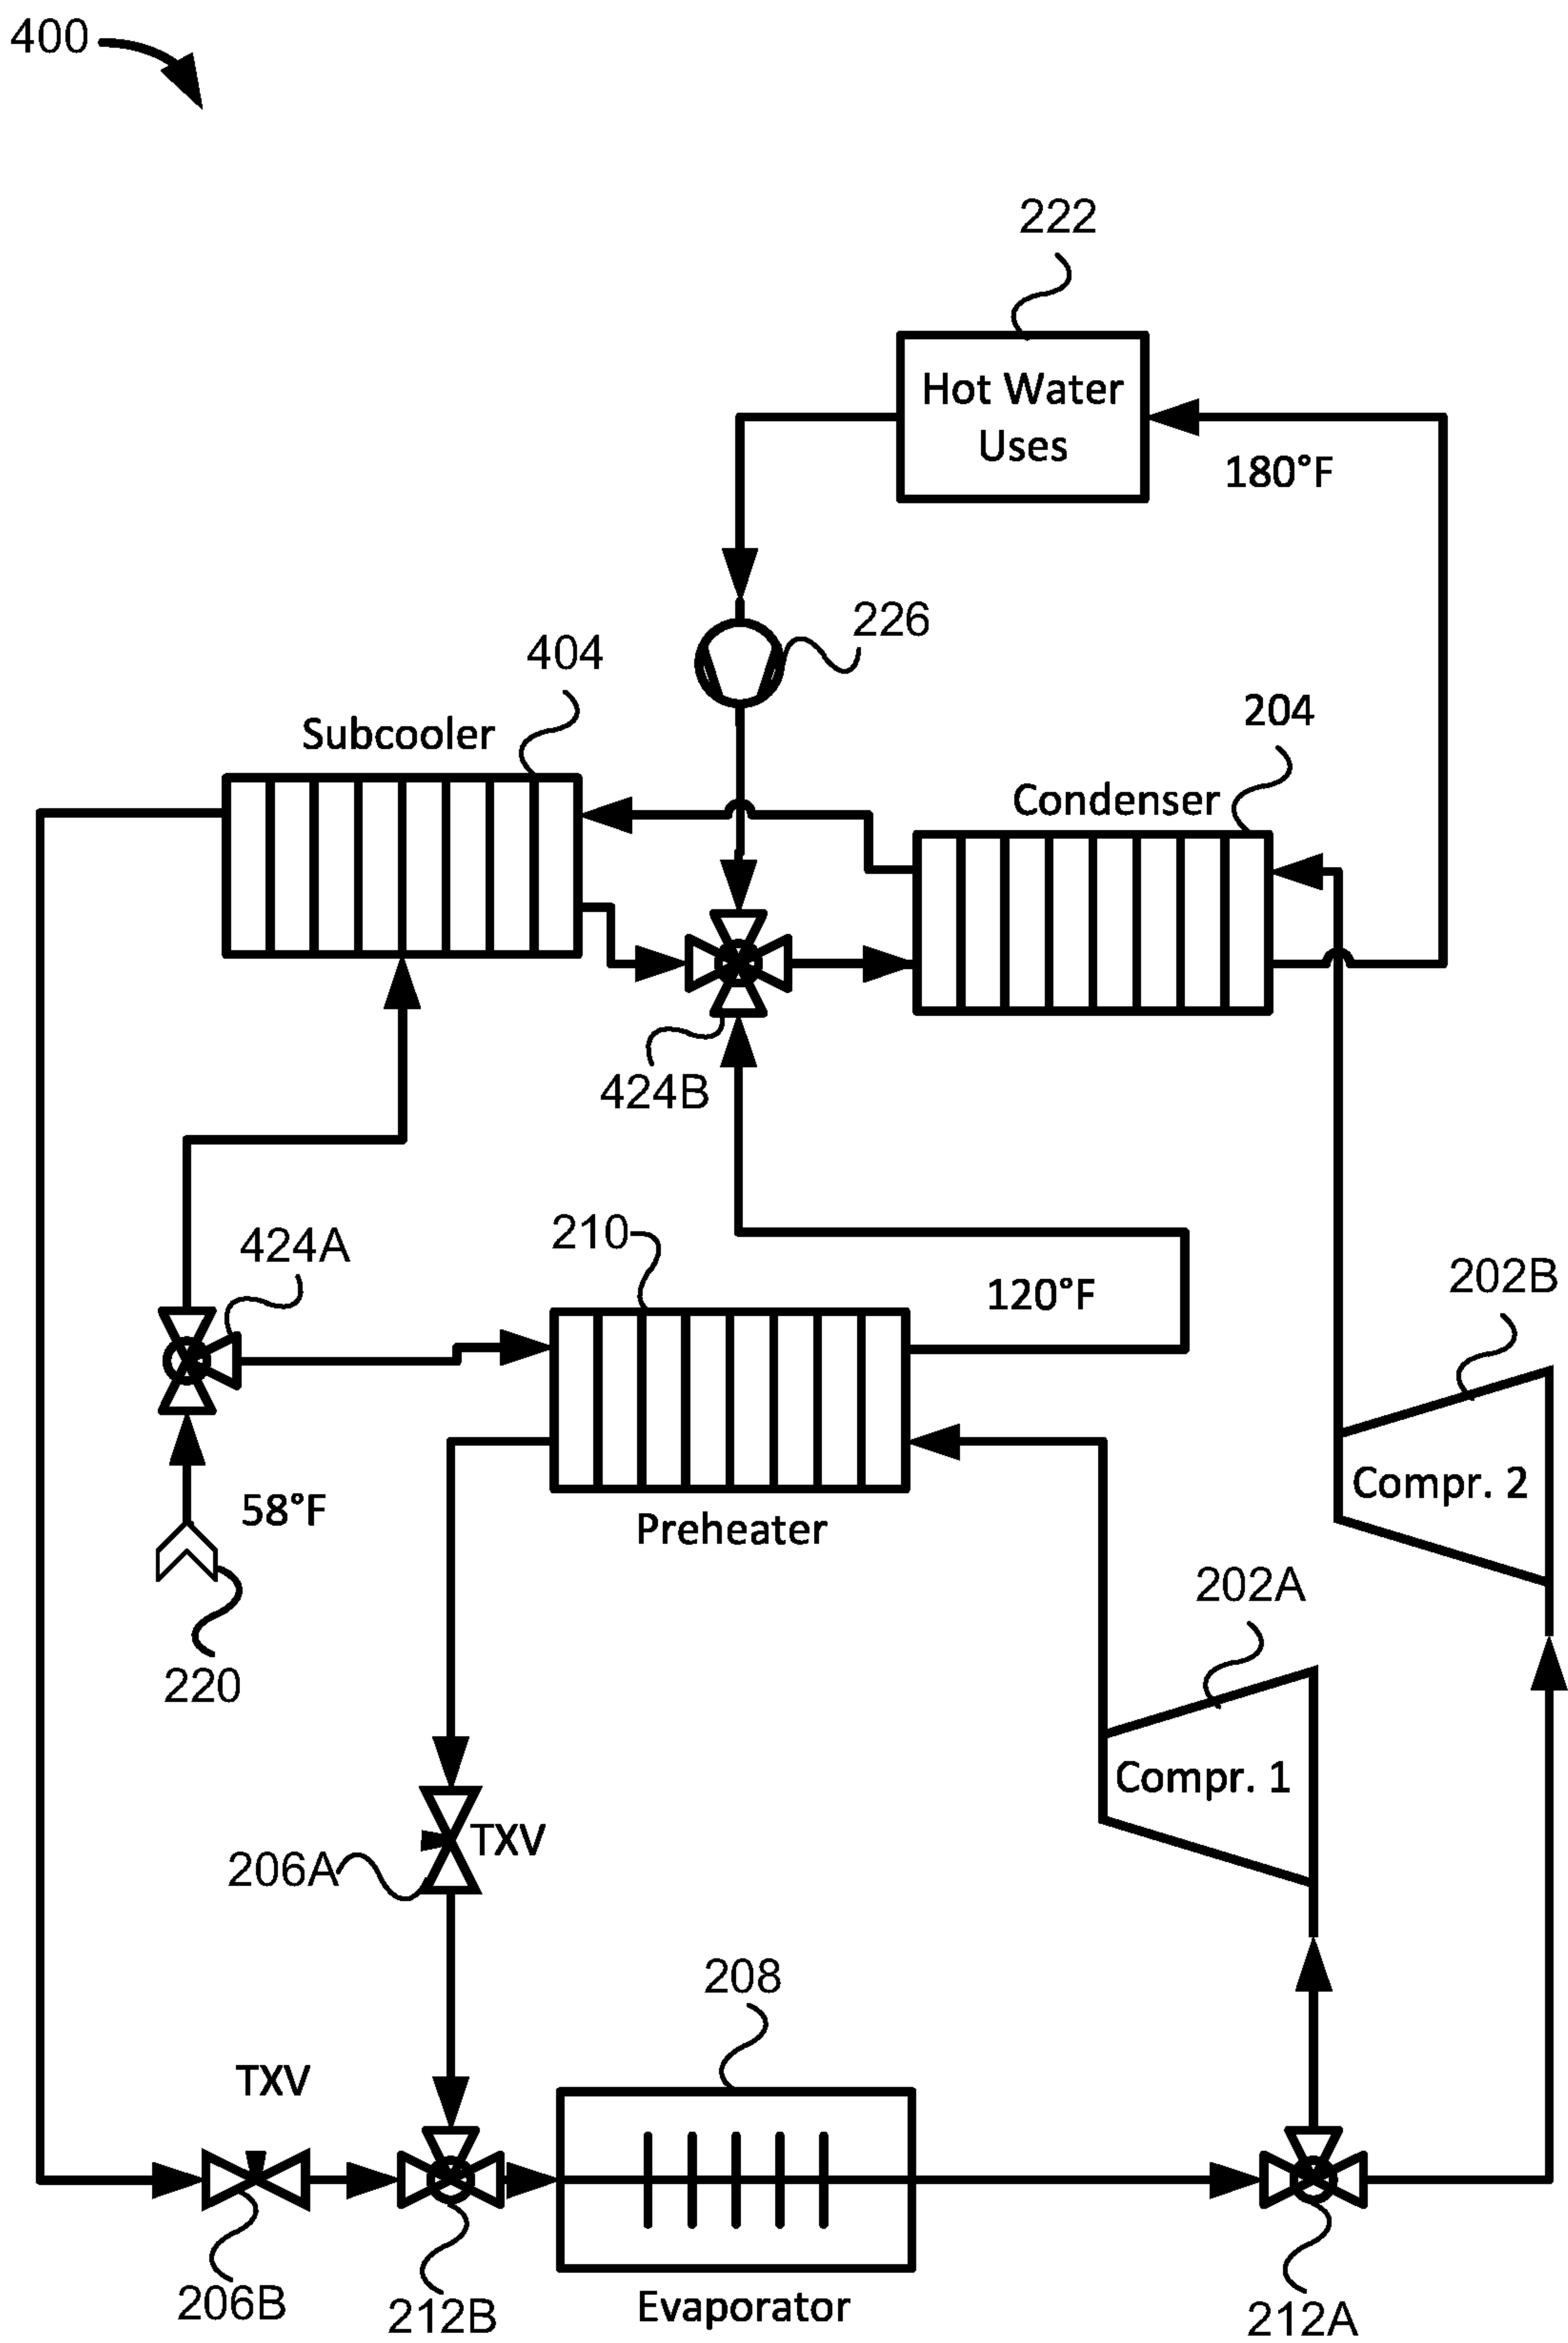 400
222
Hot Water
Uses
180°F
226
404
204
Subcooler
Condenser
424B
210
424A
120°F
202B
58°F
Compr. 2
Preheater
202A
220
Compr. 1
TXV
206A
208
TXV
206B
212B
Evaporator
212A